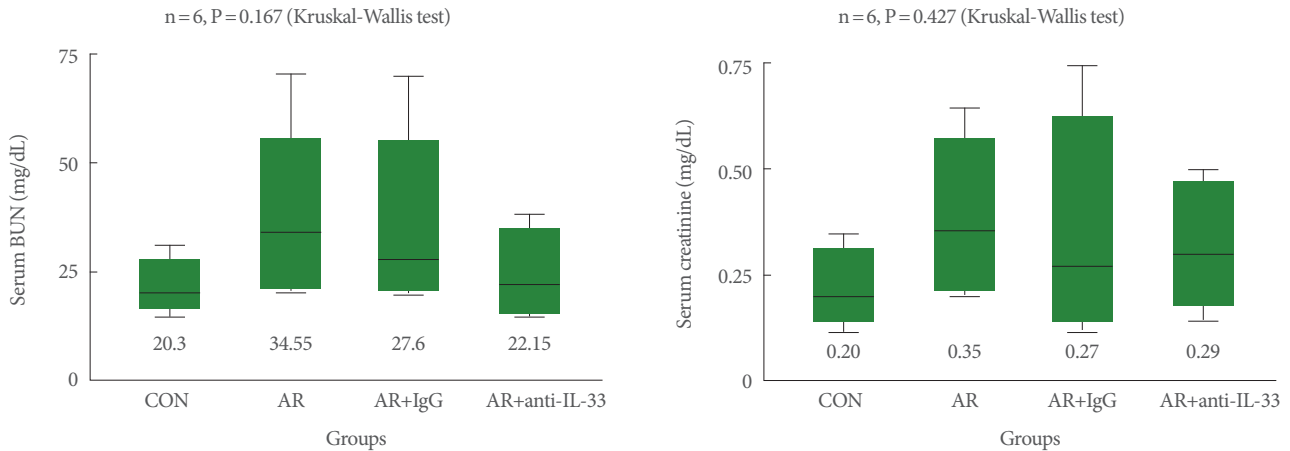 n=6, P=0.167 (Kruskal-Wallis test)
Serum BUN (mg/dL)
75
50
25
0
20.3
34.55
27.6
22.15
CON
AR
AR+IgG
AR+anti-IL-33
Groups
n=6, P=0.427 (Kruskal-Wallis test)
Serum creatinine (mg/dL)
0.75
0.50
0.25
0
0.20
0.35
0.27
0.29
CON
AR
AR+IgG
AR+anti-IL-33
Groups